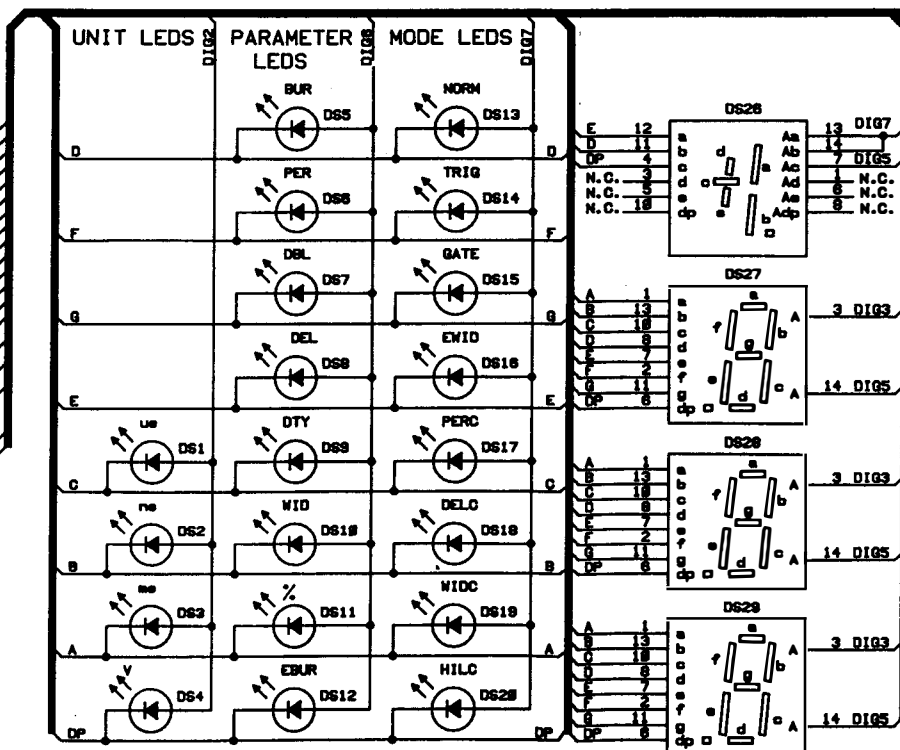 UNIT LEDS
DIG2
PARAMETER LEDS
DIG6
MODE LEDS
DIG7
BUR
DS5
NORM
DS13
D
D
PER
DS6
TRIG
DS14
F
F
DBL
DS7
GATE
DS15
G
G
DEL
DS8
EWID
DS16
E
E
us
DS1
DTY
DS9
PERC
DS17
C
C
ns
DS2
WID
DS10
DELC
DS18
B
B
ms
DS3
%
DS11
WIDC
DS19
A
A
V
DS4
EBUR
DS12
HILC
DS20
DP
DP
DS26
E 12 a Aa 13 DIG7
D 11 b Ab 14
DP 4 c Ac 7 DIG5
N.C. 3 d Ad 1 N.C.
N.C. 5 e Ae 6 N.C.
N.C. 10 dp Adp 8 N.C.
d a c e b
DS27
A 1 a
B 13 b
C 10 c
D 8 d
E 7 e
F 2 f
G 11 g
DP 6 dp
a f b g e c d
A 3 DIG3
A 14 DIG5
DS28
A 1 a
B 13 b
C 10 c
D 8 d
E 7 e
F 2 f
G 11 g
DP 6 dp
a f b g e c d
A 3 DIG3
A 14 DIG5
DS29
A 1 a
B 13 b
C 10 c
D 8 d
E 7 e
F 2 f
G 11 g
DP 6 dp
a f b g e c d
A 3 DIG3
A 14 DIG5